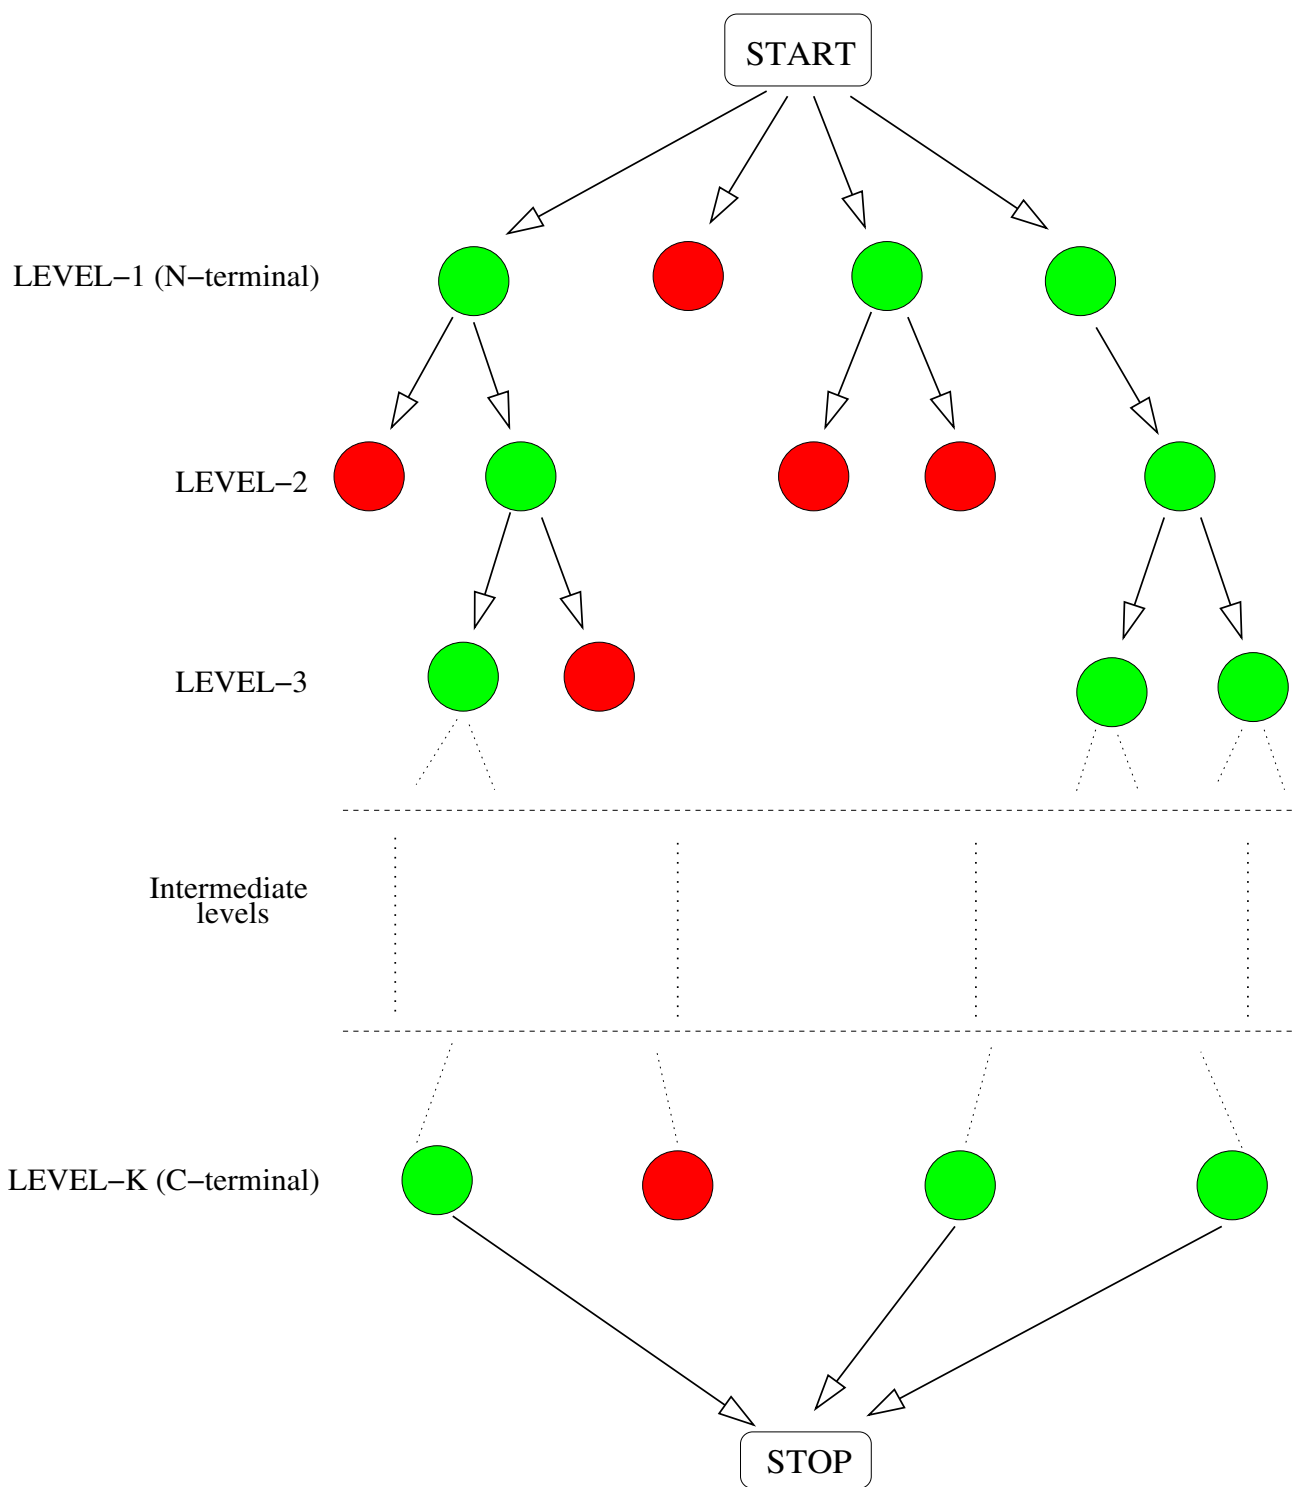 START
LEVEL−1 (N−terminal)
LEVEL−2
LEVEL−3
Intermediate
levels
LEVEL−K (C−terminal)
STOP